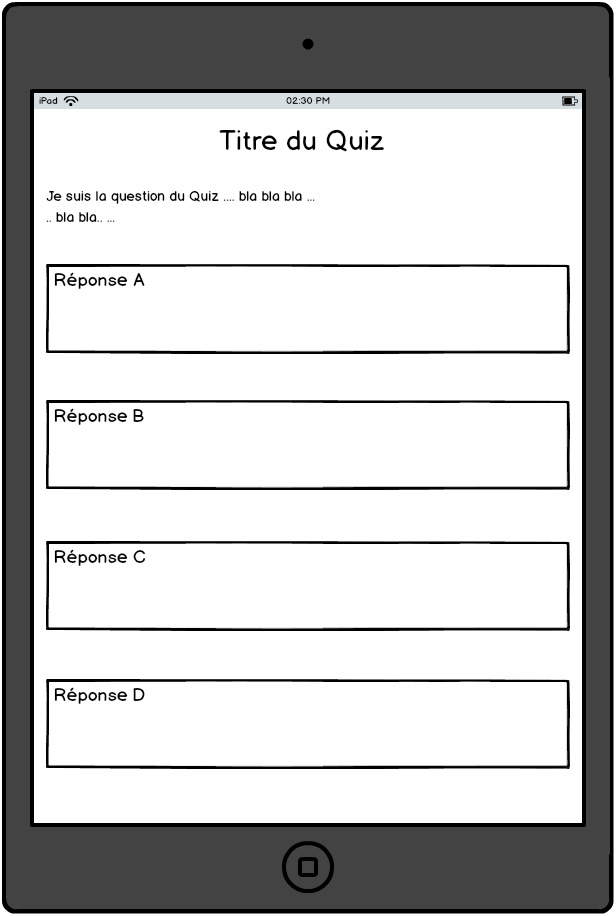 iPad 02:30 PM
Titre du Quiz
Je suis la question du Quiz .... bla bla bla ...
.. bla bla.. ...
Réponse A
Réponse B
Réponse C
Réponse D